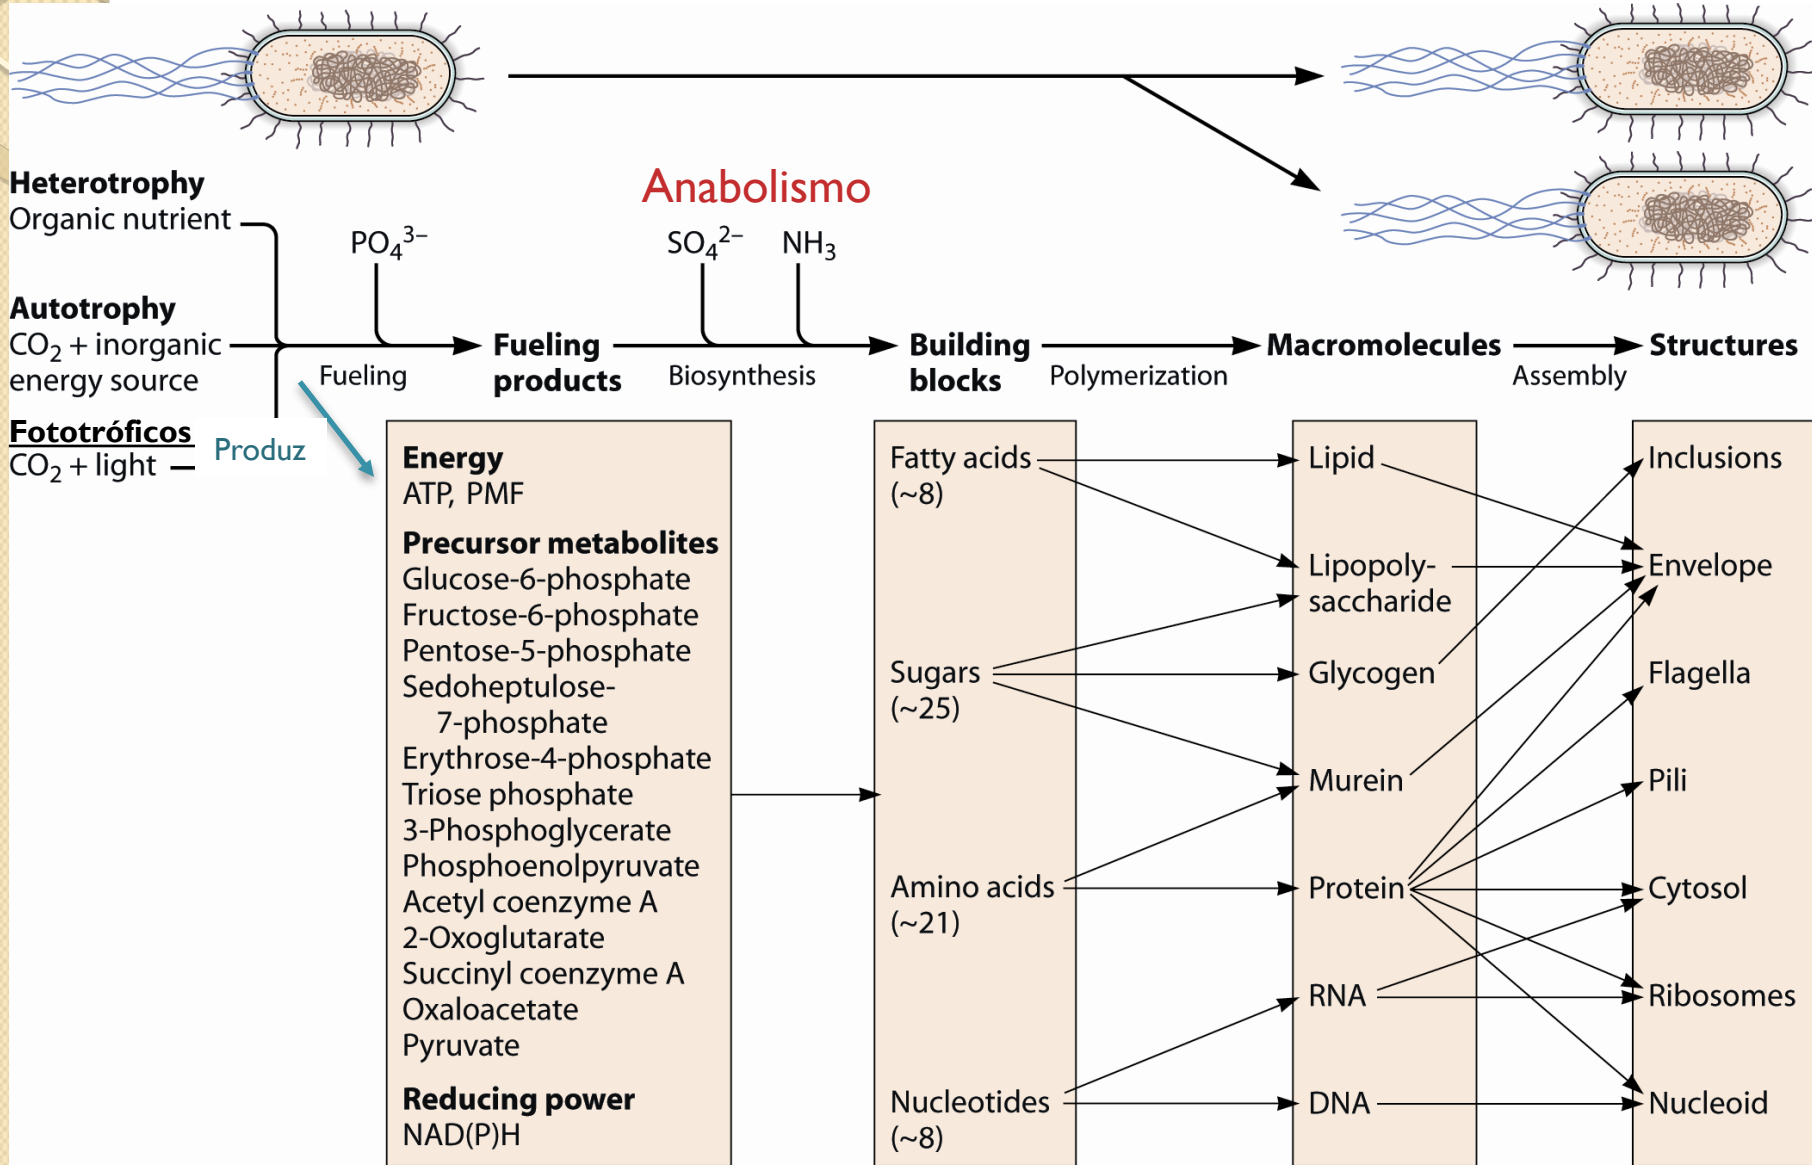 Anabolismo
Heterotrophy
Organic nutrient
PO₄³⁻
SO₄²⁻
NH₃
Autotrophy
CO₂ + inorganic
energy source
Fueling
Fueling
products
Biosynthesis
Building
blocks
Polymerization
Macromolecules
Assembly
Structures
Fototróficos
CO₂ + light
Produz
Energy
ATP, PMF
Precursor metabolites
Glucose-6-phosphate
Fructose-6-phosphate
Pentose-5-phosphate
Sedoheptulose-
7-phosphate
Erythrose-4-phosphate
Triose phosphate
3-Phosphoglycerate
Phosphoenolpyruvate
Acetyl coenzyme A
2-Oxoglutarate
Succinyl coenzyme A
Oxaloacetate
Pyruvate
Reducing power
NAD(P)H
Fatty acids
(~8)
Sugars
(~25)
Amino acids
(~21)
Nucleotides
(~8)
Lipid
Lipopoly-
saccharide
Glycogen
Murein
Protein
RNA
DNA
Inclusions
Envelope
Flagella
Pili
Cytosol
Ribosomes
Nucleoid